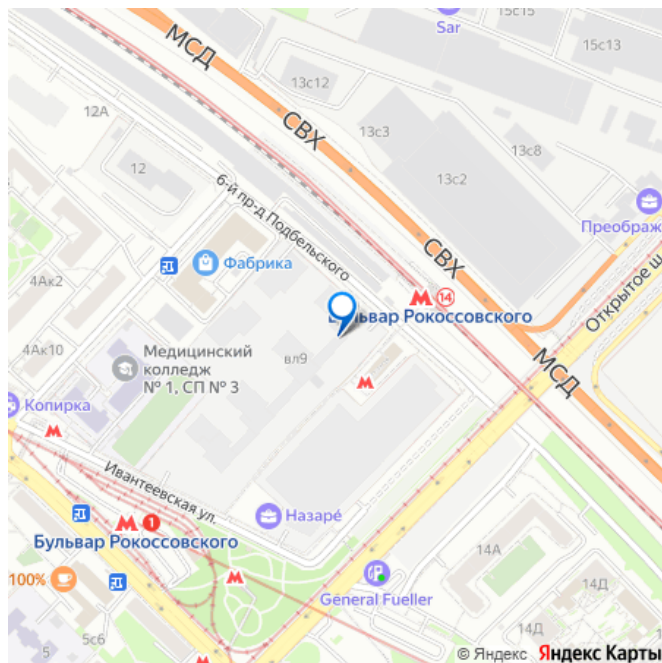 Sar
15с15
МСД
15с13
13с12
12А
СВХ
13с3
13с8
12
13с2
6-й пр-д Подбельского
Преображ
Фабрика
СВХ
4Ак2
14
Открытое ш
Бульвар Рокоссовского
4Ак10
Медицинский
колледж
№ 1, СП № 3
вл9
МСД
Копирка
Ивантеевская ул.
Назаре́
1
Бульвар Рокоссовского
14А
100%
Général Fueller
14Д
14Д
5
5с6
© Яндекс Яндекс Карты